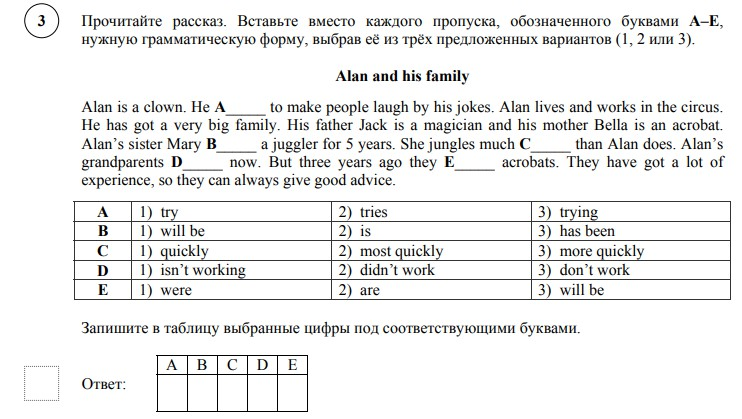 3
Прочитайте рассказ. Вставьте вместо каждого пропуска, обозначенного буквами А–Е,
нужную грамматическую форму, выбрав её из трёх предложенных вариантов (1, 2 или 3).
Alan and his family
Alan is a clown. He A_____ to make people laugh by his jokes. Alan lives and works in the circus.
He has got a very big family. His father Jack is a magician and his mother Bella is an acrobat.
Alan’s sister Mary B_____ a juggler for 5 years. She jungles much C_____ than Alan does. Alan’s
grandparents D_____ now. But three years ago they E_____ acrobats. They have got a lot of
experience, so they can always give good advice.
A 1) try 2) tries 3) trying
B 1) will be 2) is 3) has been
C 1) quickly 2) most quickly 3) more quickly
D 1) isn’t working 2) didn’t work 3) don’t work
E 1) were 2) are 3) will be
Запишите в таблицу выбранные цифры под соответствующими буквами.
A B C D E
Ответ: